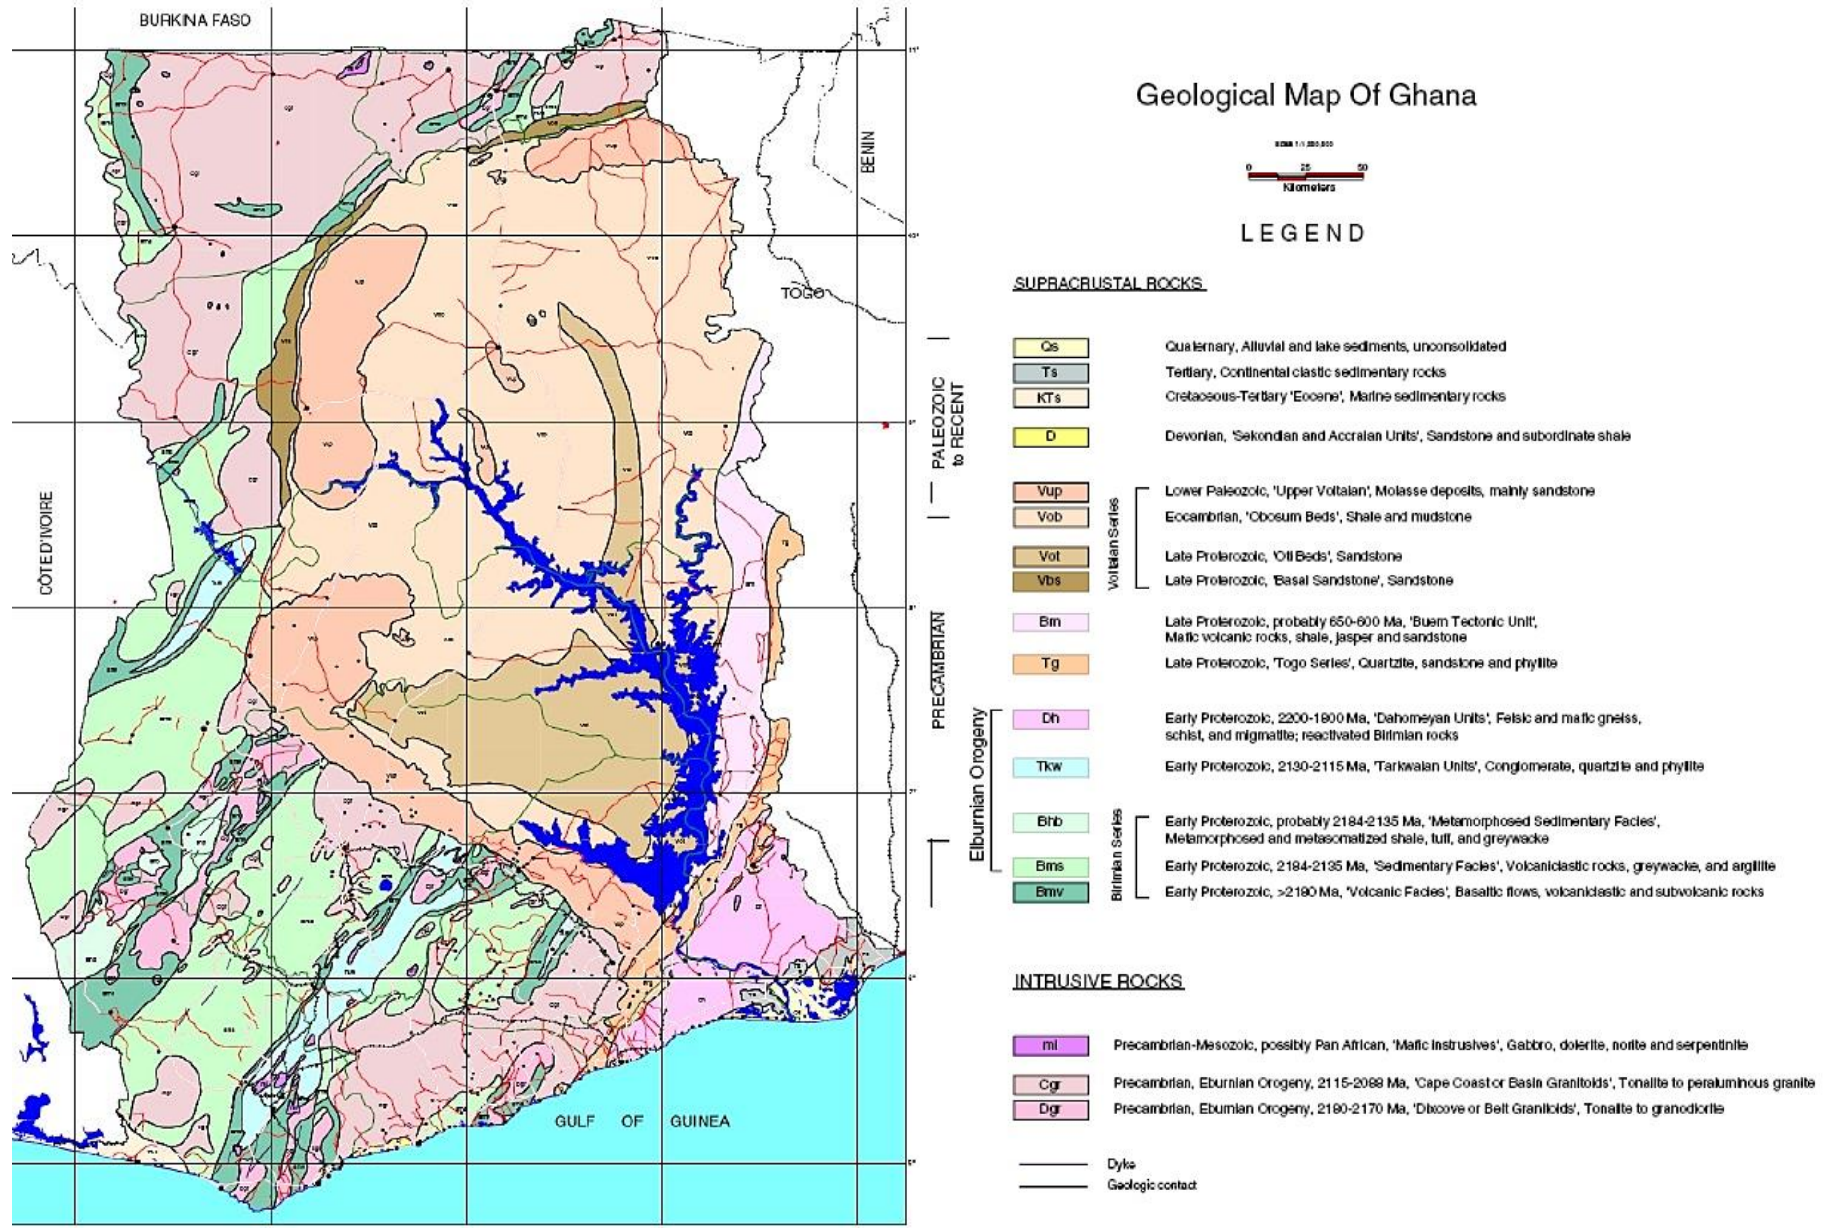 BURKINA FASO
BENIN
TOGO
CÔTE D'IVOIRE
GULF OF GUINEA
11°
10°
9°
8°
7°
6°
5°
Geological Map Of Ghana
0 25 50
Kilometers
LEGEND
SUPRACRUSTAL ROCKS
PALEOZOIC
to RECENT
PRECAMBRIAN
Qs Quaternary, Alluvial and lake sediments, unconsolidated
Ts Tertiary, Continental clastic sedimentary rocks
KTs Cretaceous-Tertiary 'Eocene', Marine sedimentary rocks
D Devonian, 'Sekondian and Accraian Units', Sandstone and subordinate shale
Voltaian Series
Vup Lower Paleozoic, 'Upper Voltaian', Molasse deposits, mainly sandstone
Vob Eocambrian, 'Obosum Beds', Shale and mudstone
Vot Late Proterozoic, 'Oti Beds', Sandstone
Vbs Late Proterozoic, 'Basal Sandstone', Sandstone
Bm Late Proterozoic, probably 650-600 Ma, 'Buem Tectonic Unit',
Mafic volcanic rocks, shale, jasper and sandstone
Tg Late Proterozoic, 'Togo Series', Quartzite, sandstone and phyllite
Elburnian Orogeny
Dh Early Proterozoic, 2200-1800 Ma, 'Dahomeyan Units', Felsic and mafic gneiss,
schist, and migmatite; reactivated Birimian rocks
Tkw Early Proterozoic, 2130-2115 Ma, 'Tarkwaian Units', Conglomerate, quartzite and phyllite
Birimian Series
Bhb Early Proterozoic, probably 2184-2135 Ma, 'Metamorphosed Sedimentary Facies',
Metamorphosed and metasomatized shale, tuff, and greywacke
Bms Early Proterozoic, 2184-2135 Ma, 'Sedimentary Facies', Volcaniclastic rocks, greywacke, and argillite
Bmv Early Proterozoic, >2190 Ma, 'Volcanic Facies', Basaltic flows, volcaniclastic and subvolcanic rocks
INTRUSIVE ROCKS
mi Precambrian-Mesozoic, possibly Pan African, 'Mafic instrusives', Gabbro, dolerite, norite and serpentinite
Cgr Precambrian, Eburnian Orogeny, 2115-2088 Ma, 'Cape Coast or Basin Granitoids', Tonalite to peraluminous granite
Dgr Precambrian, Eburnian Orogeny, 2180-2170 Ma, 'Dixcove or Belt Granitoids', Tonalite to granodiorite
Dyke
Geologic contact